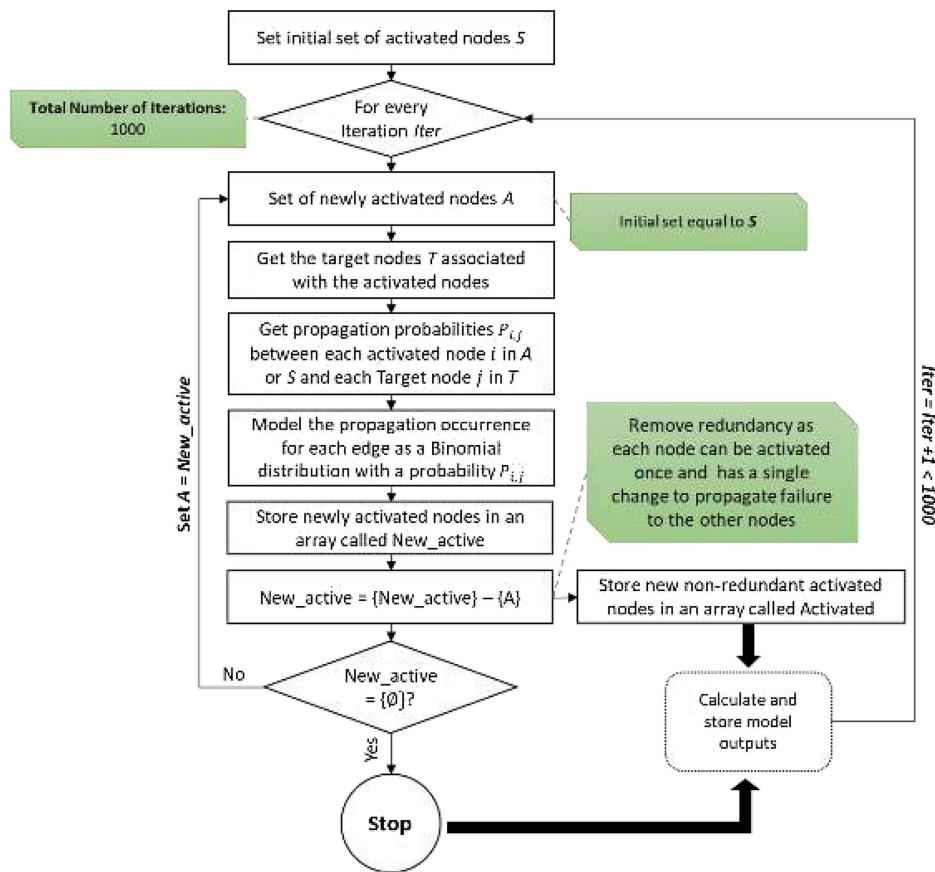 Set initial set of activated nodes S
Total Number of Iterations:
1000
For every
Iteration Iter
Set of newly activated nodes A
Initial set equal to S
Get the target nodes T associated
with the activated nodes
Get propagation probabilities P_{i,j}
between each activated node i in A
or S and each Target node j in T
Model the propagation occurrence
for each edge as a Binomial
distribution with a probability P_{i,j}
Remove redundancy as
each node can be activated
once and has a single
change to propagate failure
to the other nodes
Store newly activated nodes in an
array called New_active
New_active = {New_active} – {A}
Store new non-redundant activated
nodes in an array called Activated
Set A = New_active
Iter = Iter +1 < 1000
No
New_active
= {Ø}?
Calculate and
store model
outputs
Yes
Stop